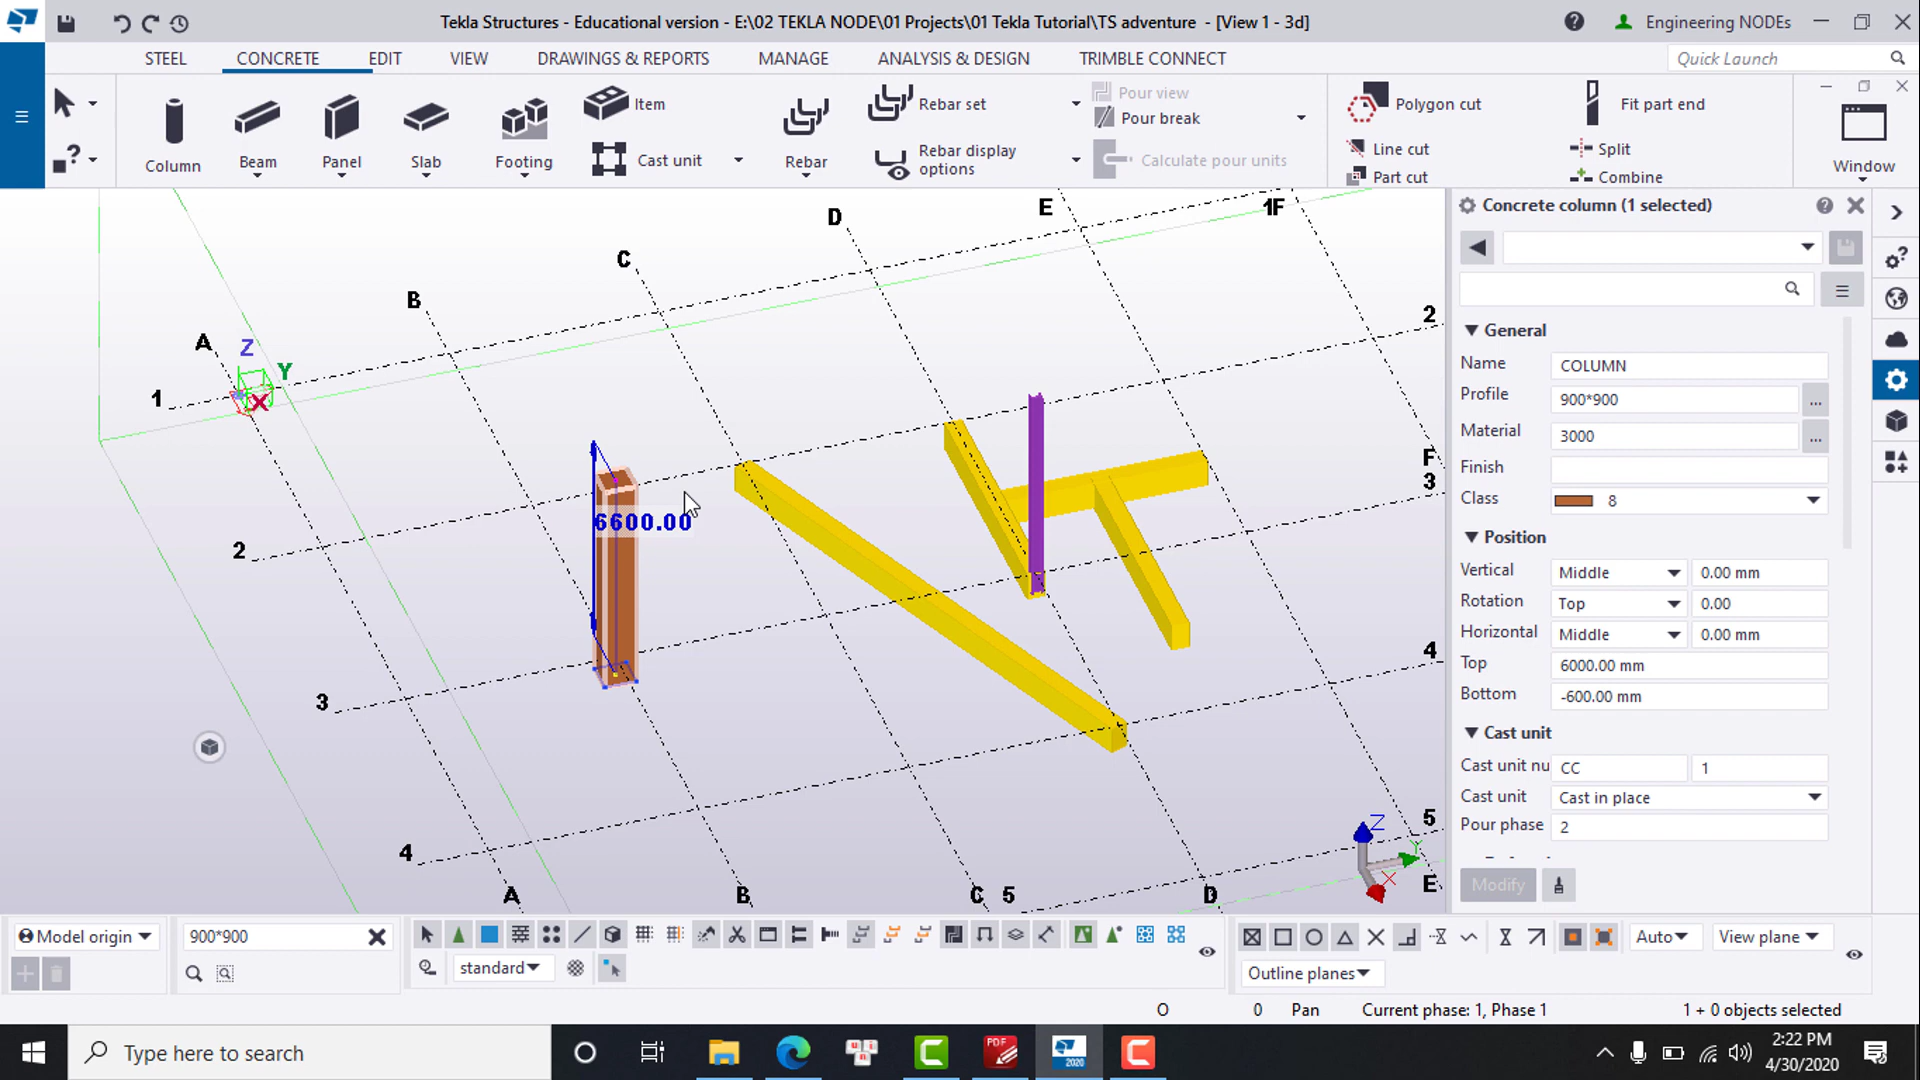 Tekla Structures - Educational version - E:\02 TEKLA NODE\01 Projects\01 Tekla Tutorial\TS adventure - [View 1 - 3d]
Engineering NODEs
STEEL
CONCRETE
EDIT
VIEW
DRAWINGS & REPORTS
MANAGE
ANALYSIS & DESIGN
TRIMBLE CONNECT
Quick Launch
Column
Beam
Panel
Slab
Footing
Item
Cast unit
Rebar
Rebar set
Rebar display
options
Pour view
Pour break
Calculate pour units
Polygon cut
Line cut
Part cut
Fit part end
Split
Combine
Window
A
B
C
D
E
1F
1
2
3
4
Z
Y
X
6600.00
2
F
3
4
5
E
A
B
C
5
D
Z
Y
X
Concrete column (1 selected)
General
Name
COLUMN
Profile
900*900
...
Material
3000
...
Finish
Class
8
Position
Vertical
Middle
0.00 mm
Rotation
Top
0.00
Horizontal
Middle
0.00 mm
Top
6000.00 mm
Bottom
-600.00 mm
Cast unit
Cast unit nu
CC
1
Cast unit
Cast in place
Pour phase
2
Modify
Model origin
900*900
standard
Auto
View plane
Outline planes
O
0
Pan
Current phase: 1, Phase 1
1 + 0 objects selected
Type here to search
PDF
2020
2:22 PM
4/30/2020